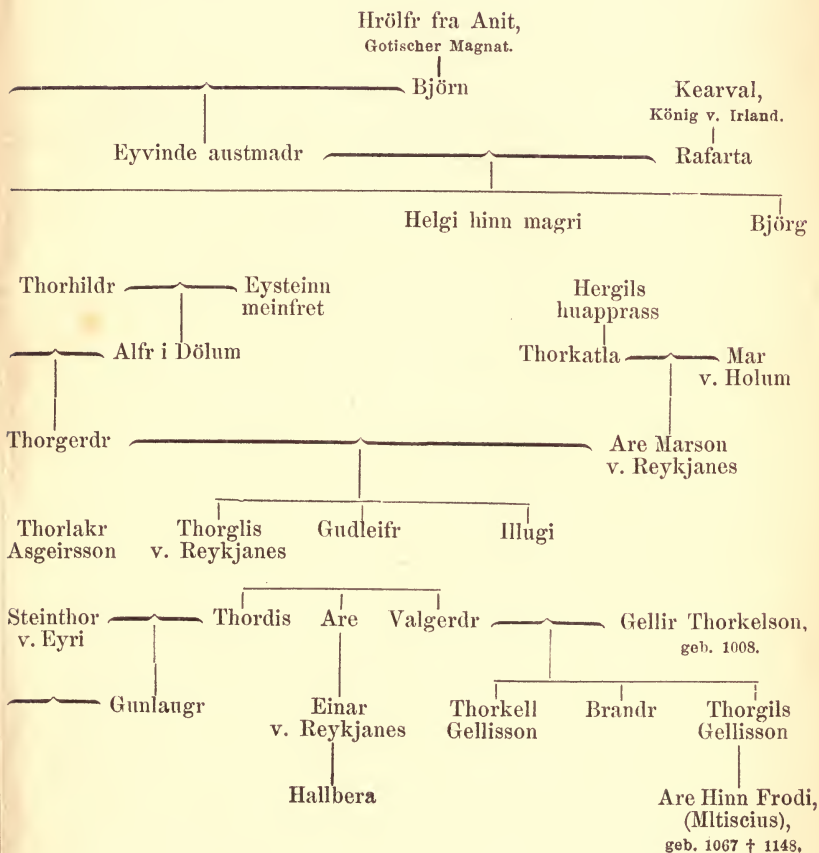 Hrölfr fra Anit,
Gotischer Magnat.
Björn
Kearval,
König v. Irland.
Eyvinde austmadr
Rafarta
Helgi hinn magri
Björg
Thorhildr
Eysteinn
meinfret
Hergils
huapprass
Alfr i Dölum
Thorkatla
Mar
v. Holum
Thorgerdr
Are Marson
v. Reykjanes
Thorlakr
Asgeirsson
Thorglis
v. Reykjanes
Gudleifr
Illugi
Steinthor
v. Eyri
Thordis
Are
Valgerdr
Gellir Thorkelson,
geb. 1008.
Gunlaugr
Einar
v. Reykjanes
Thorkell
Gellisson
Brandr
Thorgils
Gellisson
Hallbera
Are Hinn Frodi,
(Mltiscius),
geb. 1067 † 1148.